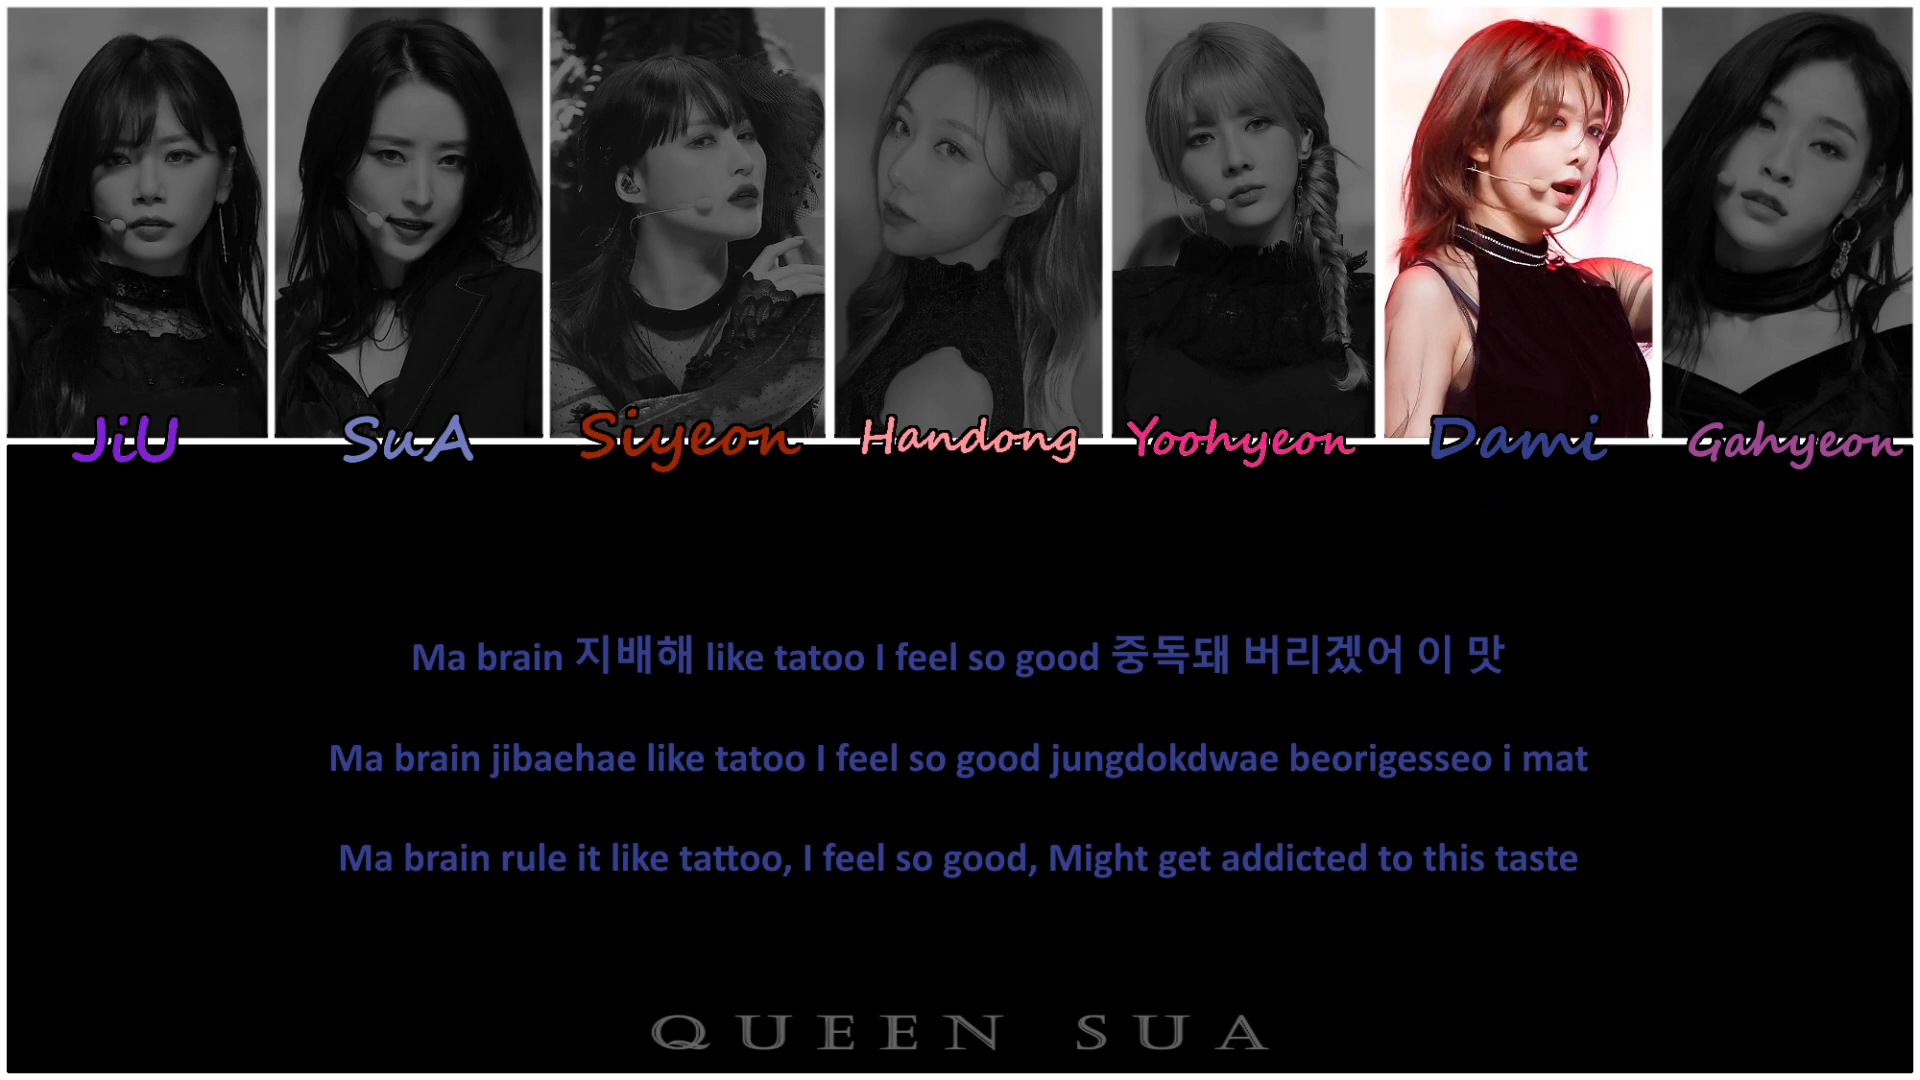 JiU
SuA
Siyeon
Handong
Yoohyeon
Dami
Gahyeon
Ma brain 지배해 like tatoo I feel so good 중독돼 버리겠어 이 맛
Ma brain jibaehae like tatoo I feel so good jungdokdwae beorigesseo i mat
Ma brain rule it like tattoo, I feel so good, Might get addicted to this taste
QUEEN SUA